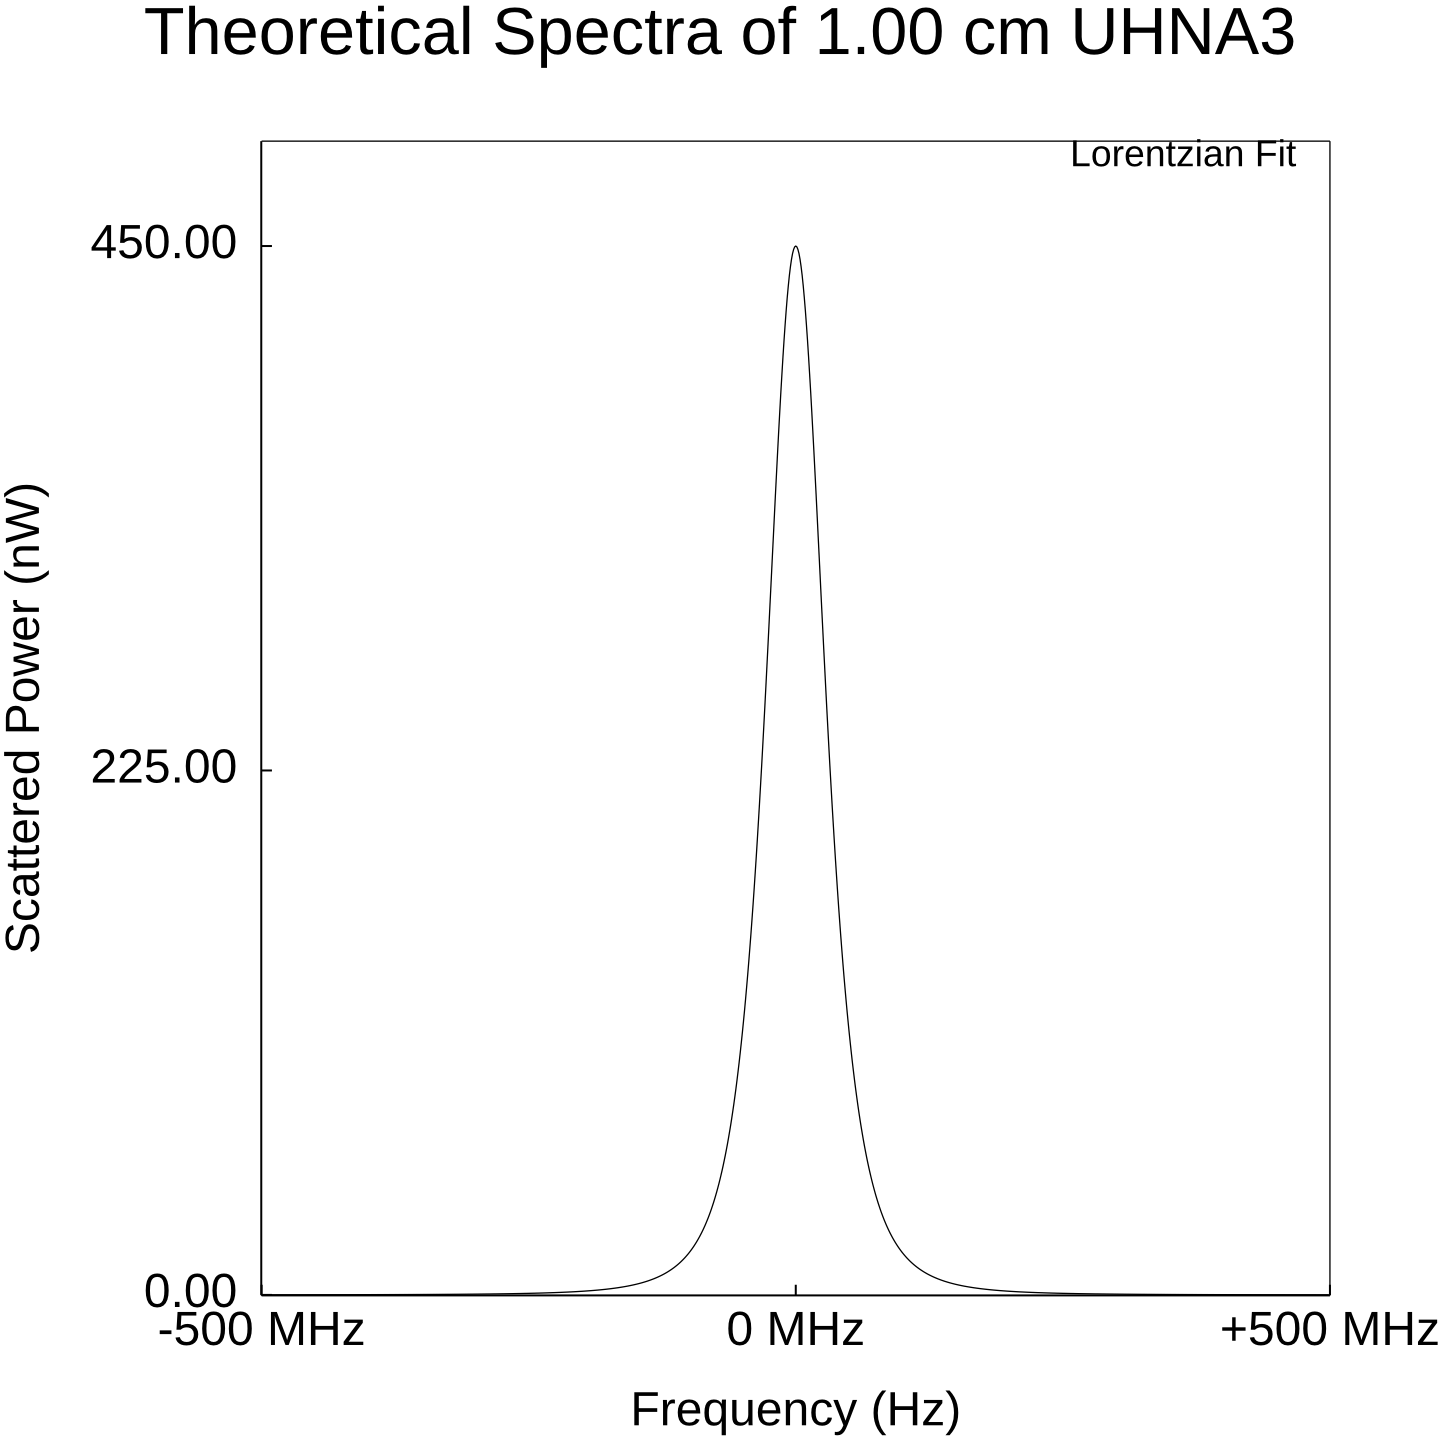 Theoretical Spectra of 1.00 cm UHNA3
Lorentzian Fit
450.00
225.00
0.00
Scattered Power (nW)
-500 MHz
0 MHz
+500 MHz
Frequency (Hz)